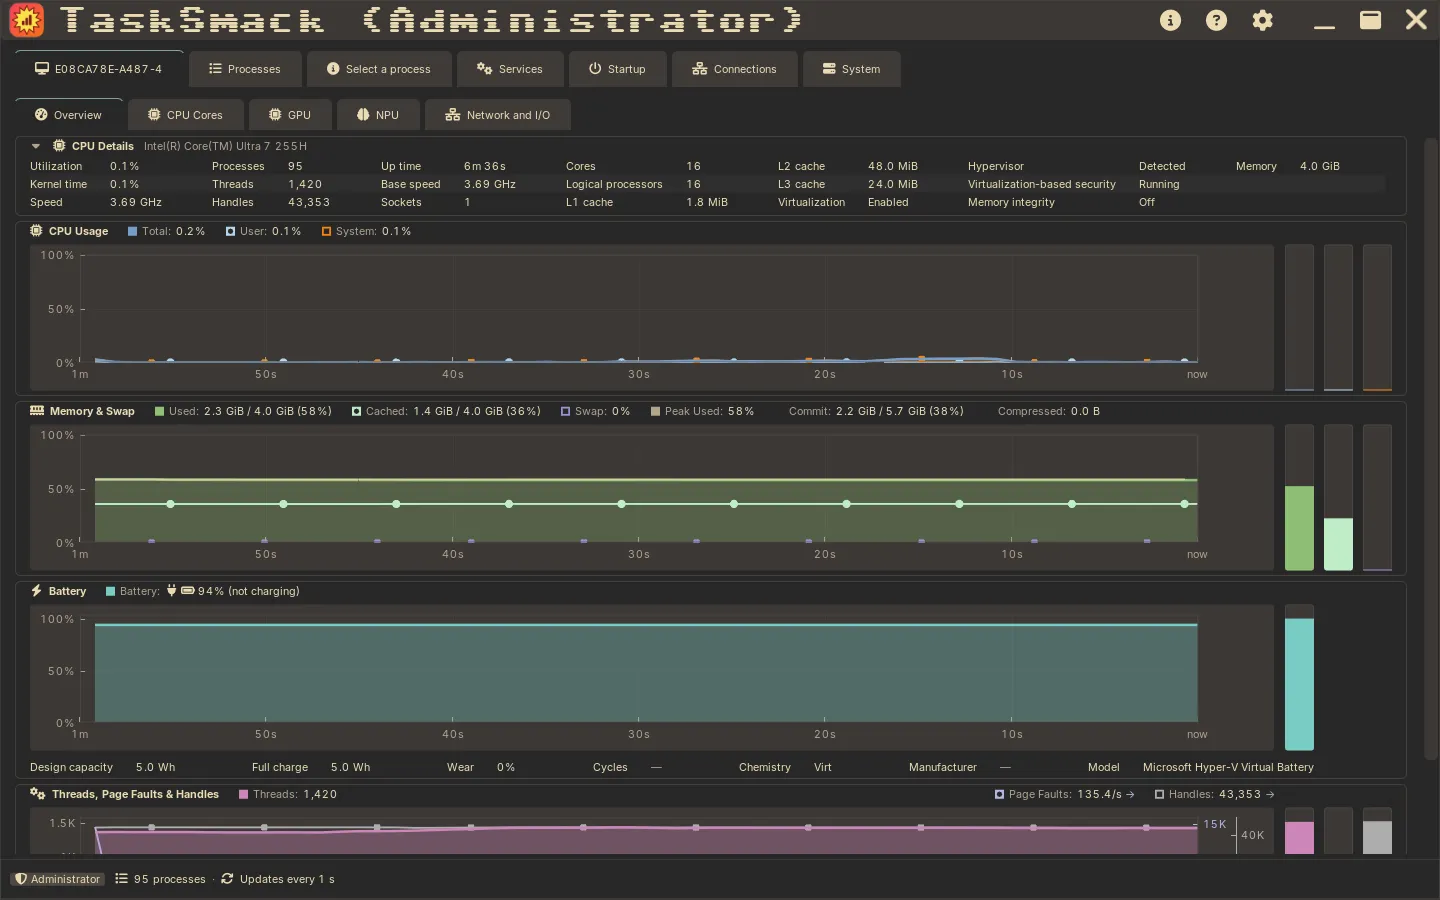 TaskSmack (Administrator)
E08CA78E-A487-4 Processes Select a process Services Startup Connections System
Overview CPU Cores GPU NPU Network and I/O
CPU Details Intel(R) Core(TM) Ultra 7 255H
Utilization 0.1% Processes 95 Up time 6m 36s Cores 16 L2 cache 48.0 MiB Hypervisor Detected Memory 4.0 GiB
Kernel time 0.1% Threads 1,420 Base speed 3.69 GHz Logical processors 16 L3 cache 24.0 MiB Virtualization-based security Running
Speed 3.69 GHz Handles 43,353 Sockets 1 L1 cache 1.8 MiB Virtualization Enabled Memory integrity Off
CPU Usage Total: 0.2% User: 0.1% System: 0.1%
100%
50%
0%
1m 50s 40s 30s 20s 10s now
Memory & Swap Used: 2.3 GiB / 4.0 GiB (58%) Cached: 1.4 GiB / 4.0 GiB (36%) Swap: 0% Peak Used: 58% Commit: 2.2 GiB / 5.7 GiB (38%) Compressed: 0.0 B
100%
50%
0%
1m 50s 40s 30s 20s 10s now
Battery Battery: 94% (not charging)
100%
50%
0%
1m 50s 40s 30s 20s 10s now
Design capacity 5.0 Wh Full charge 5.0 Wh Wear 0% Cycles — Chemistry Virt Manufacturer — Model Microsoft Hyper-V Virtual Battery
Threads, Page Faults & Handles Threads: 1,420 Page Faults: 135.4/s → Handles: 43,353 →
1.5K 15K 40K
Administrator 95 processes · Updates every 1 s